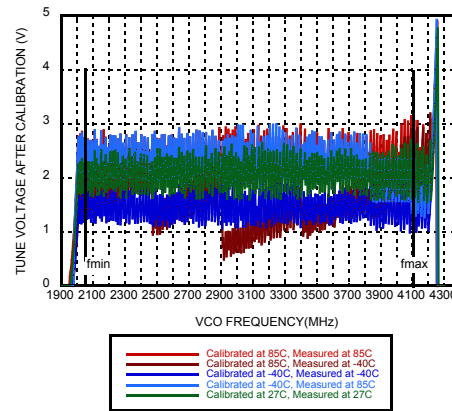 TUNE VOLTAGE AFTER CALIBRATION (V)
5
4
3
2
1
0
fmin
fmax
1900 2100 2300 2500 2700 2900 3100 3300 3500 3700 3900 4100 4300
VCO FREQUENCY(MHz)
Calibrated at 85C, Measured at 85C
Calibrated at 85C, Measured at -40C
Calibrated at -40C, Measured at -40C
Calibrated at -40C, Measured at 85C
Calibrated at 27C, Measured at 27C